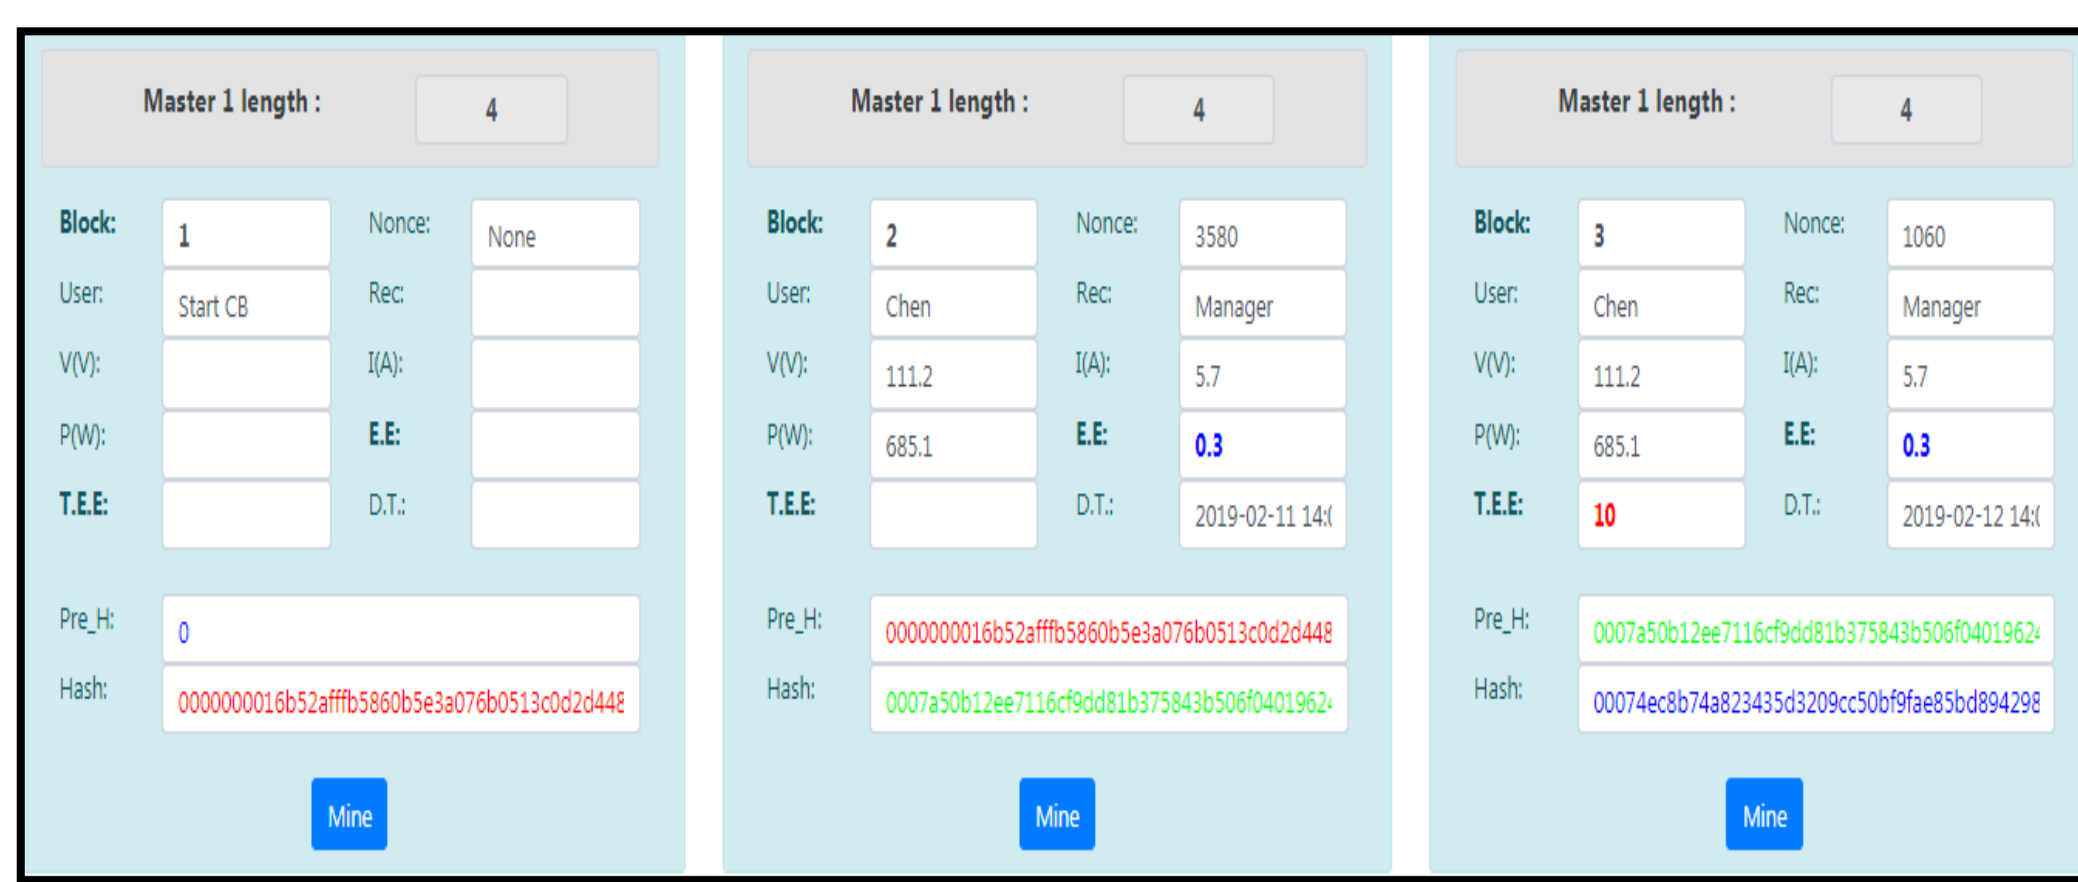 Master 1 length : 4
Block: 1 Nonce: None
User: Start CB Rec:
V(V): I(A):
P(W): E.E:
T.E.E: D.T.:
Pre_H: 0
Hash: 0000000016b52afffb5860b5e3a076b0513c0d2d448
Mine
Master 1 length : 4
Block: 2 Nonce: 3580
User: Chen Rec: Manager
V(V): 111.2 I(A): 5.7
P(W): 685.1 E.E: 0.3
T.E.E: D.T.: 2019-02-11 14:(
Pre_H: 0000000016b52afffb5860b5e3a076b0513c0d2d448
Hash: 0007a50b12ee7116cf9dd81b375843b506f04019624
Mine
Master 1 length : 4
Block: 3 Nonce: 1060
User: Chen Rec: Manager
V(V): 111.2 I(A): 5.7
P(W): 685.1 E.E: 0.3
T.E.E: 10 D.T.: 2019-02-12 14:(
Pre_H: 0007a50b12ee7116cf9dd81b375843b506f04019624
Hash: 00074ec8b74a823435d3209cc50bf9fae85bd894298
Mine